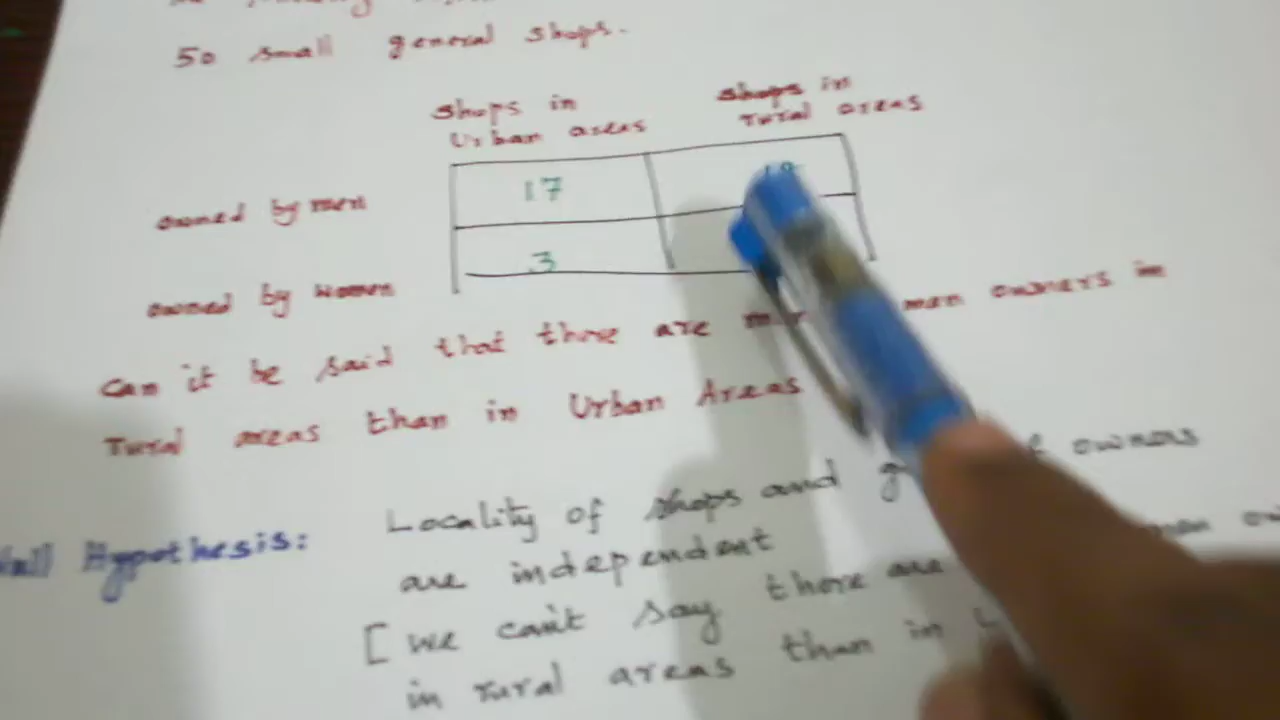 50 small general shops.
Shops in
Urban areas
Shops in
rural areas
owned by men
17
owned by women
3
Can it be said that there are men owners in
rural areas than in Urban Areas
Hypothesis:
Locality of shops and owners
are independent
[ We can't say there are
in rural areas than in